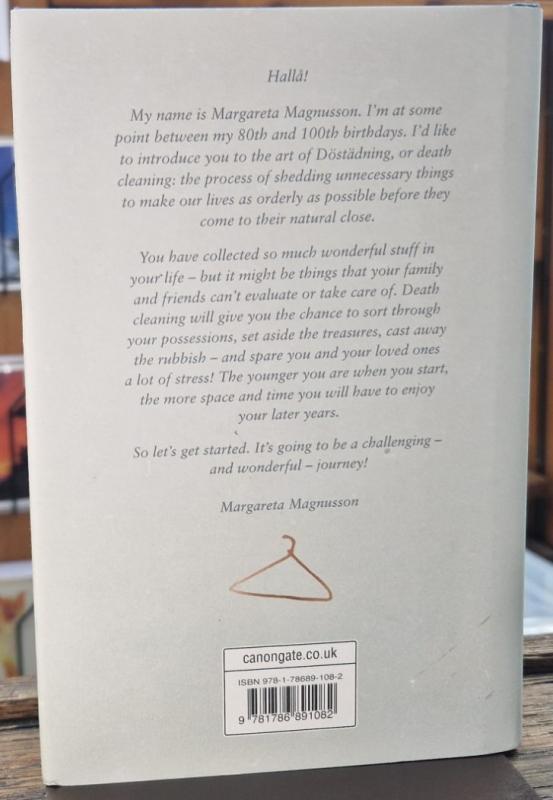 Hallå!
My name is Margareta Magnusson. I'm at some
point between my 80th and 100th birthdays. I'd like
to introduce you to the art of Döstädning, or death
cleaning: the process of shedding unnecessary things
to make our lives as orderly as possible before they
come to their natural close.
You have collected so much wonderful stuff in
your life – but it might be things that your family
and friends can't evaluate or take care of. Death
cleaning will give you the chance to sort through
your possessions, set aside the treasures, cast away
the rubbish – and spare you and your loved ones
a lot of stress! The younger you are when you start,
the more space and time you will have to enjoy
your later years.
So let's get started. It's going to be a challenging –
and wonderful – journey!
Margareta Magnusson
canongate.co.uk
ISBN 978-1-78689-108-2
9 781786 891082